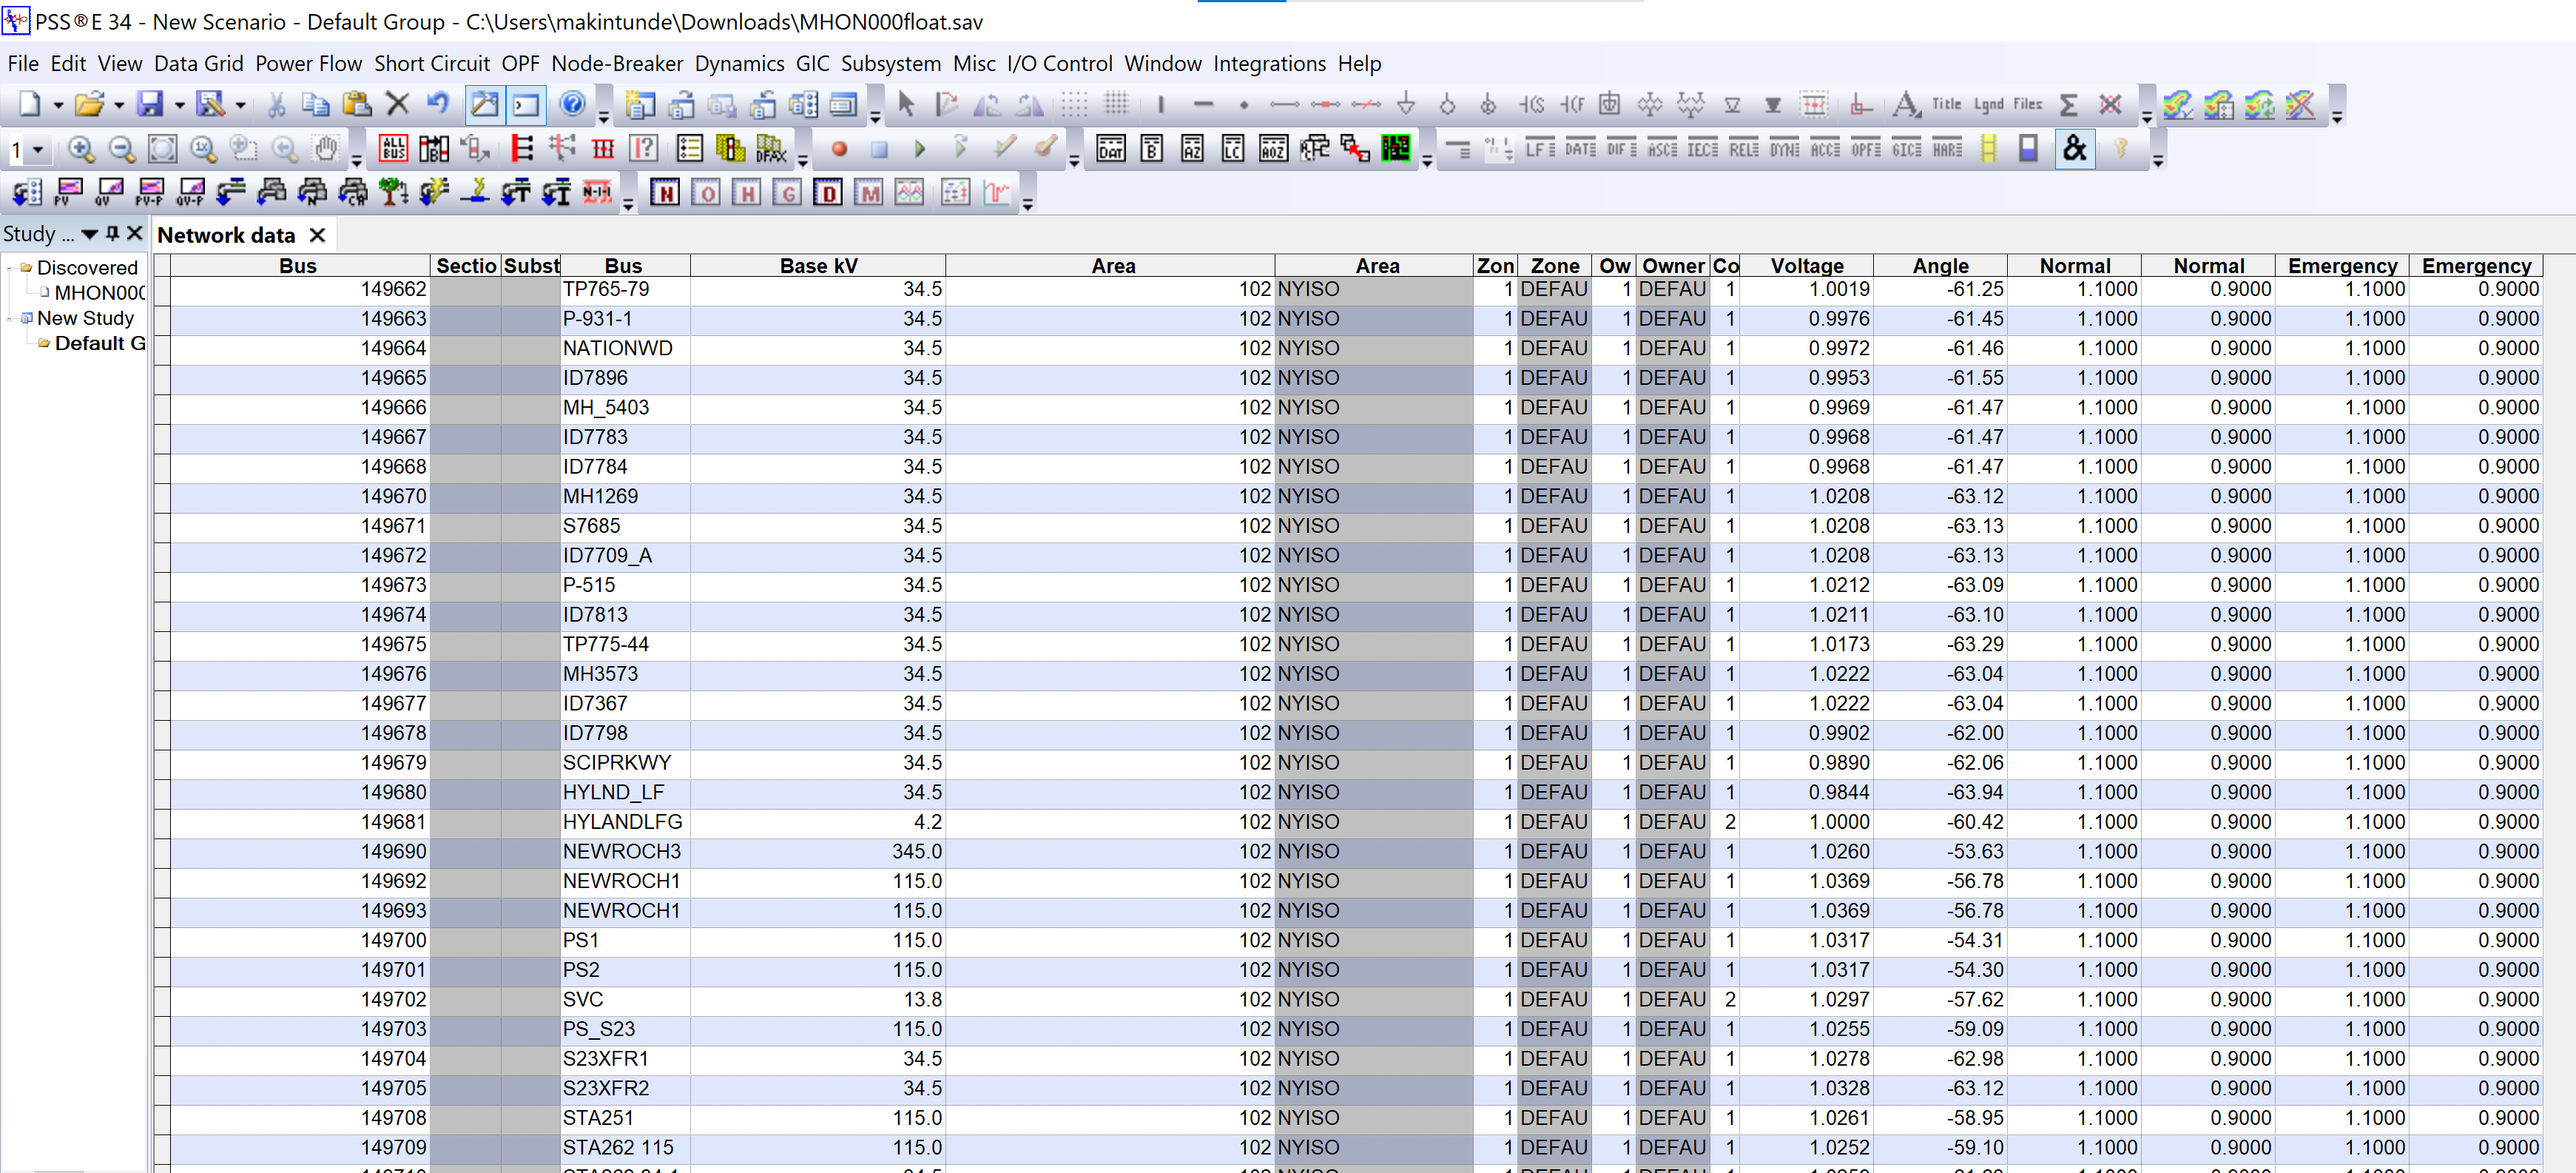 PSS®E 34 - New Scenario - Default Group - C:\Users\makintunde\Downloads\MHON000float.sav
File Edit View Data Grid Power Flow Short Circuit OPF Node-Breaker Dynamics GIC Subsystem Misc I/O Control Window Integrations Help
Title Lgnd Files
1 ALL BUS DFAX DAT B AZ AOZ LF DAT DIF ASC IEC REL DYN ACC OPF GIC HAR &
PV QV PV-P QV-P N-1-1 N O H G D M
Study ... Network data
Discovered
MHON000
New Study
Default G
Bus Sectio Subst Bus Base kV Area Area Zon Zone Ow Owner Co Voltage Angle Normal Normal Emergency Emergency
149662 TP765-79 34.5 102 NYISO 1 DEFAU 1 DEFAU 1 1.0019 -61.25 1.1000 0.9000 1.1000 0.9000
149663 P-931-1 34.5 102 NYISO 1 DEFAU 1 DEFAU 1 0.9976 -61.45 1.1000 0.9000 1.1000 0.9000
149664 NATIONWD 34.5 102 NYISO 1 DEFAU 1 DEFAU 1 0.9972 -61.46 1.1000 0.9000 1.1000 0.9000
149665 ID7896 34.5 102 NYISO 1 DEFAU 1 DEFAU 1 0.9953 -61.55 1.1000 0.9000 1.1000 0.9000
149666 MH_5403 34.5 102 NYISO 1 DEFAU 1 DEFAU 1 0.9969 -61.47 1.1000 0.9000 1.1000 0.9000
149667 ID7783 34.5 102 NYISO 1 DEFAU 1 DEFAU 1 0.9968 -61.47 1.1000 0.9000 1.1000 0.9000
149668 ID7784 34.5 102 NYISO 1 DEFAU 1 DEFAU 1 0.9968 -61.47 1.1000 0.9000 1.1000 0.9000
149670 MH1269 34.5 102 NYISO 1 DEFAU 1 DEFAU 1 1.0208 -63.12 1.1000 0.9000 1.1000 0.9000
149671 S7685 34.5 102 NYISO 1 DEFAU 1 DEFAU 1 1.0208 -63.13 1.1000 0.9000 1.1000 0.9000
149672 ID7709_A 34.5 102 NYISO 1 DEFAU 1 DEFAU 1 1.0208 -63.13 1.1000 0.9000 1.1000 0.9000
149673 P-515 34.5 102 NYISO 1 DEFAU 1 DEFAU 1 1.0212 -63.09 1.1000 0.9000 1.1000 0.9000
149674 ID7813 34.5 102 NYISO 1 DEFAU 1 DEFAU 1 1.0211 -63.10 1.1000 0.9000 1.1000 0.9000
149675 TP775-44 34.5 102 NYISO 1 DEFAU 1 DEFAU 1 1.0173 -63.29 1.1000 0.9000 1.1000 0.9000
149676 MH3573 34.5 102 NYISO 1 DEFAU 1 DEFAU 1 1.0222 -63.04 1.1000 0.9000 1.1000 0.9000
149677 ID7367 34.5 102 NYISO 1 DEFAU 1 DEFAU 1 1.0222 -63.04 1.1000 0.9000 1.1000 0.9000
149678 ID7798 34.5 102 NYISO 1 DEFAU 1 DEFAU 1 0.9902 -62.00 1.1000 0.9000 1.1000 0.9000
149679 SCIPRKWY 34.5 102 NYISO 1 DEFAU 1 DEFAU 1 0.9890 -62.06 1.1000 0.9000 1.1000 0.9000
149680 HYLND_LF 34.5 102 NYISO 1 DEFAU 1 DEFAU 1 0.9844 -63.94 1.1000 0.9000 1.1000 0.9000
149681 HYLANDLFG 4.2 102 NYISO 1 DEFAU 1 DEFAU 2 1.0000 -60.42 1.1000 0.9000 1.1000 0.9000
149690 NEWROCH3 345.0 102 NYISO 1 DEFAU 1 DEFAU 1 1.0260 -53.63 1.1000 0.9000 1.1000 0.9000
149692 NEWROCH1 115.0 102 NYISO 1 DEFAU 1 DEFAU 1 1.0369 -56.78 1.1000 0.9000 1.1000 0.9000
149693 NEWROCH1 115.0 102 NYISO 1 DEFAU 1 DEFAU 1 1.0369 -56.78 1.1000 0.9000 1.1000 0.9000
149700 PS1 115.0 102 NYISO 1 DEFAU 1 DEFAU 1 1.0317 -54.31 1.1000 0.9000 1.1000 0.9000
149701 PS2 115.0 102 NYISO 1 DEFAU 1 DEFAU 1 1.0317 -54.30 1.1000 0.9000 1.1000 0.9000
149702 SVC 13.8 102 NYISO 1 DEFAU 1 DEFAU 2 1.0297 -57.62 1.1000 0.9000 1.1000 0.9000
149703 PS_S23 115.0 102 NYISO 1 DEFAU 1 DEFAU 1 1.0255 -59.09 1.1000 0.9000 1.1000 0.9000
149704 S23XFR1 34.5 102 NYISO 1 DEFAU 1 DEFAU 1 1.0278 -62.98 1.1000 0.9000 1.1000 0.9000
149705 S23XFR2 34.5 102 NYISO 1 DEFAU 1 DEFAU 1 1.0328 -63.12 1.1000 0.9000 1.1000 0.9000
149708 STA251 115.0 102 NYISO 1 DEFAU 1 DEFAU 1 1.0261 -58.95 1.1000 0.9000 1.1000 0.9000
149709 STA262 115 115.0 102 NYISO 1 DEFAU 1 DEFAU 1 1.0252 -59.10 1.1000 0.9000 1.1000 0.9000